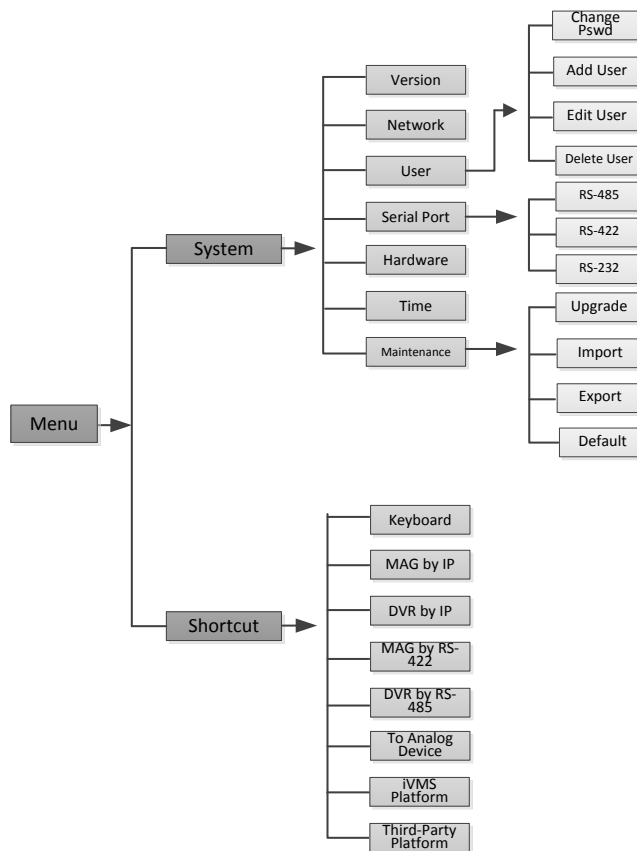 Menu
System
Version
Network
User
Change
Pswd
Add User
Edit User
Delete User
Serial Port
RS-485
RS-422
RS-232
Hardware
Time
Maintenance
Upgrade
Import
Export
Default
Shortcut
Keyboard
MAG by IP
DVR by IP
MAG by RS-
422
DVR by RS-
485
To Analog
Device
iVMS
Platform
Third-Party
Platform